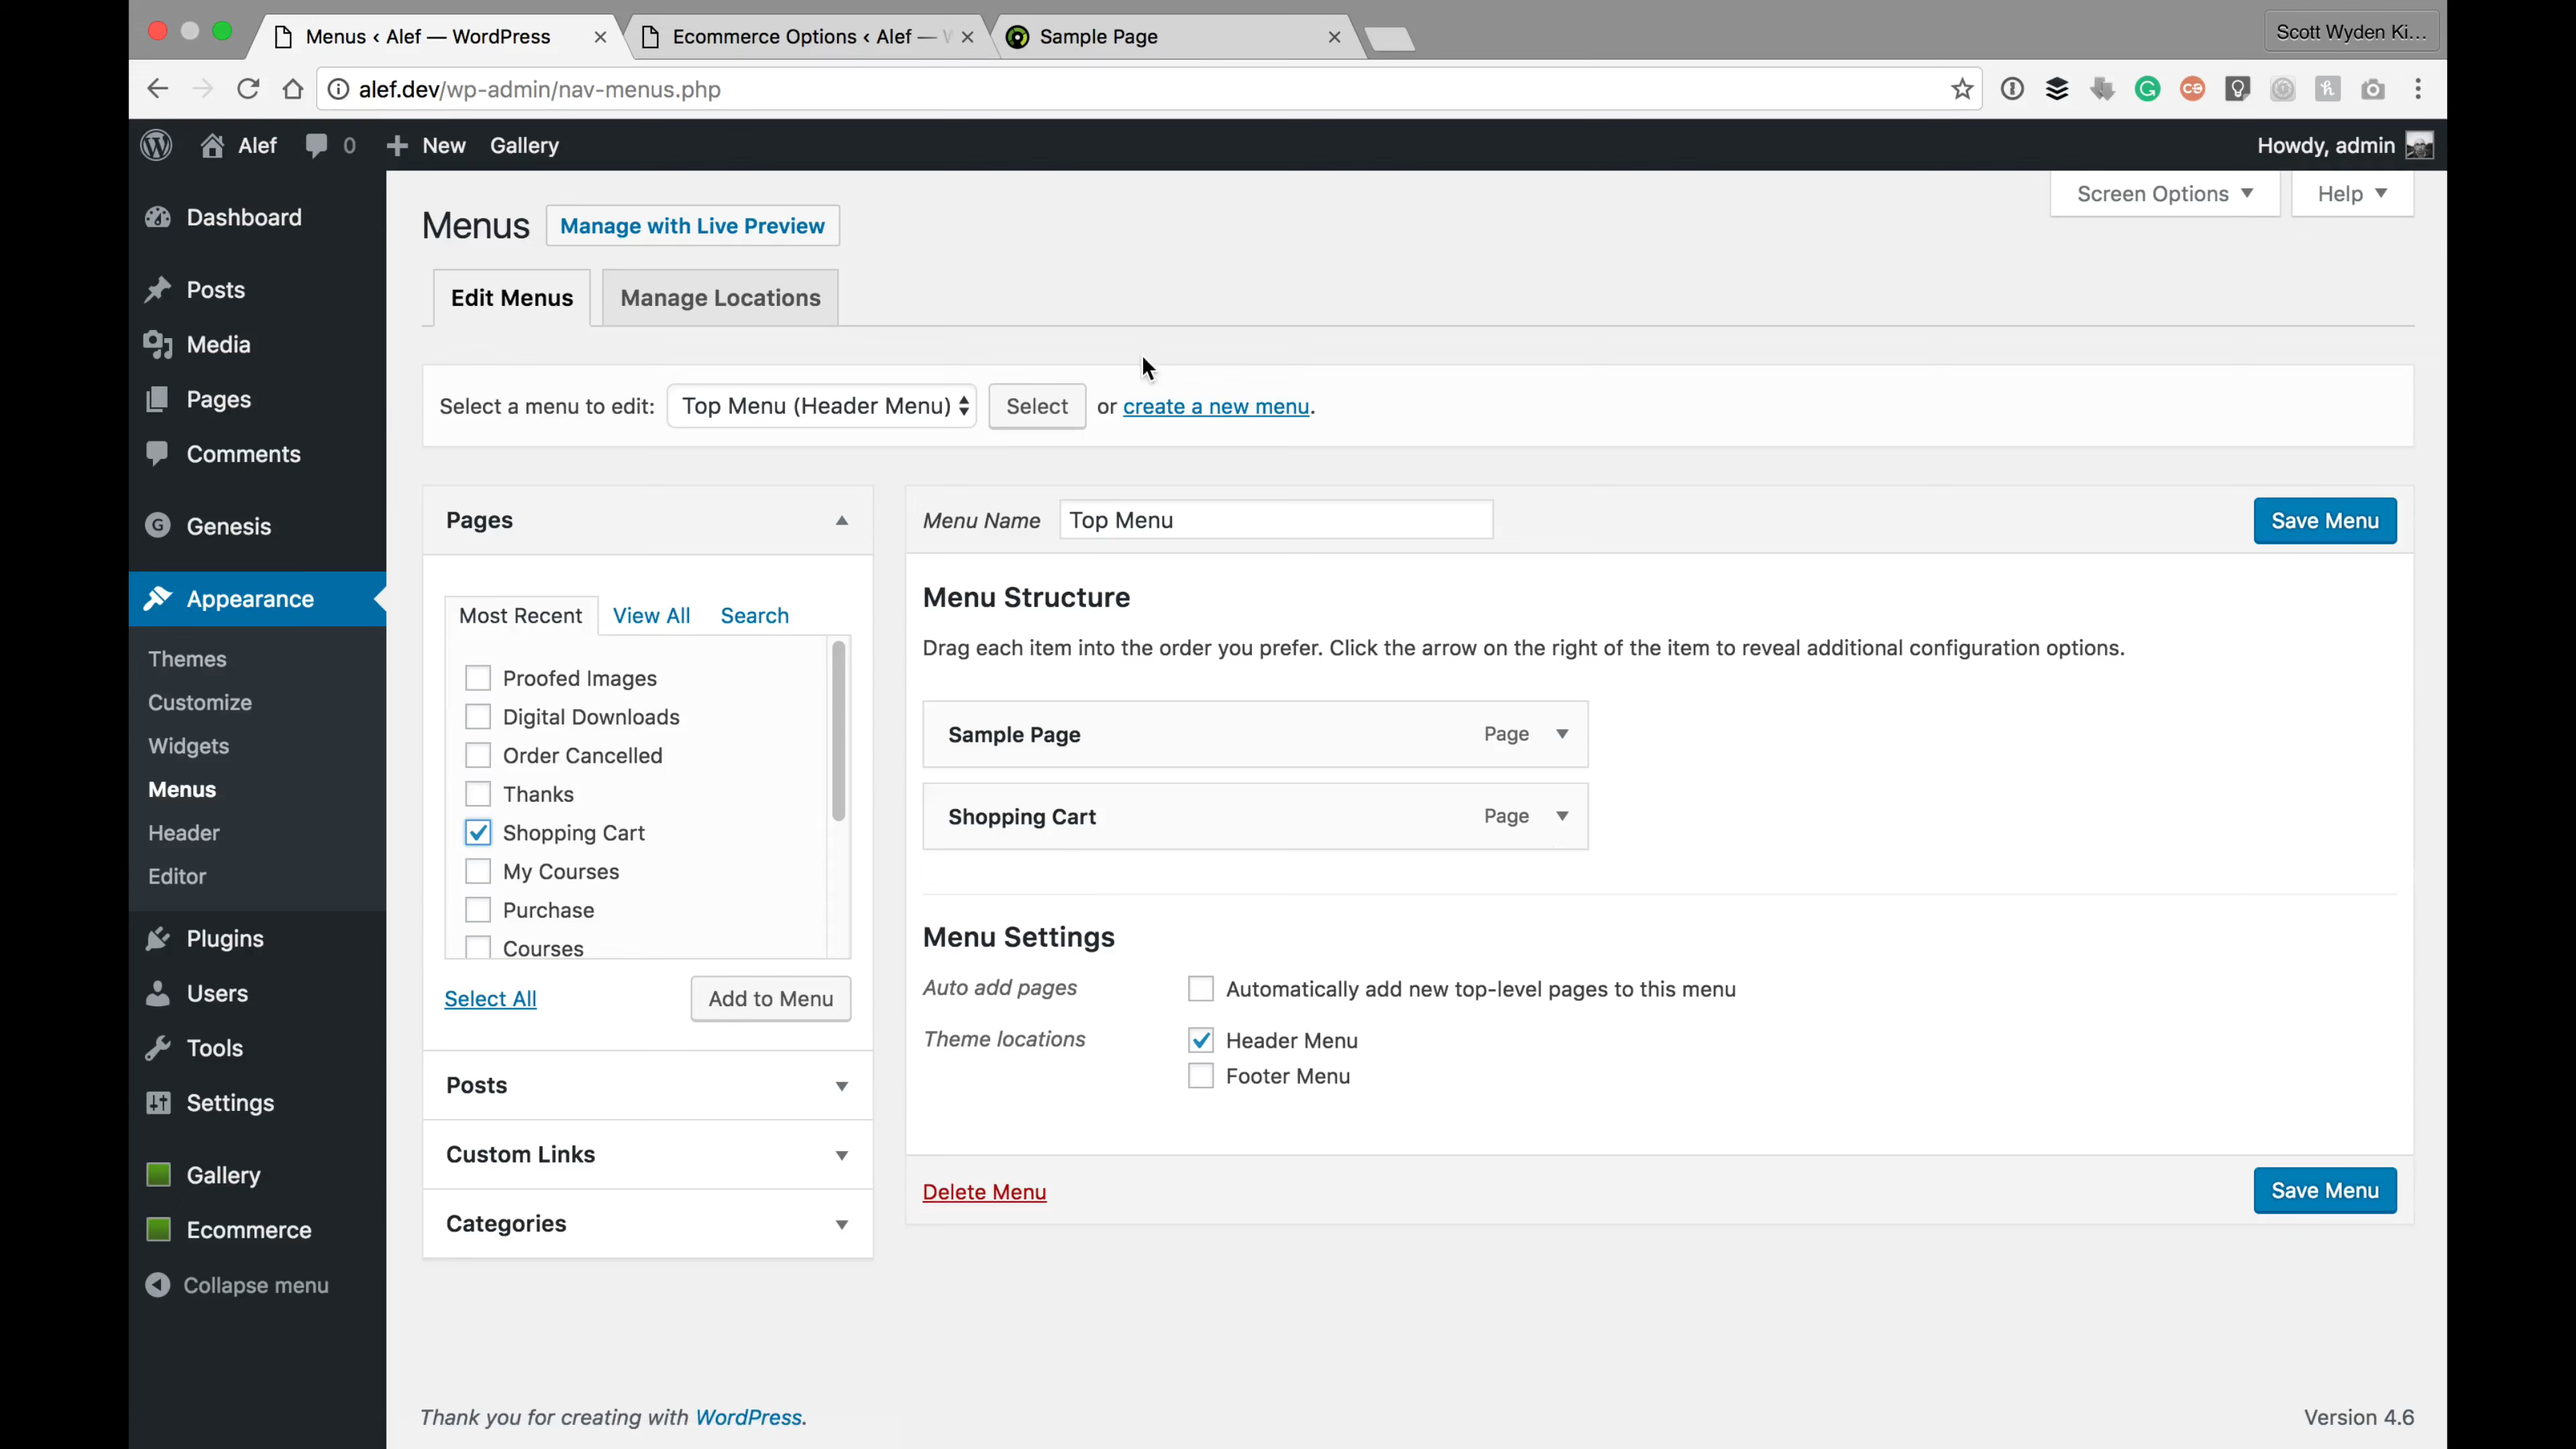 Menus ‹ Alef — WordPress
Ecommerce Options ‹ Alef — W
Sample Page
Scott Wyden Ki...
alef.dev/wp-admin/nav-menus.php
Alef
0
New
Gallery
Howdy, admin
Dashboard
Posts
Media
Pages
Comments
Genesis
Appearance
Themes
Customize
Widgets
Menus
Header
Editor
Plugins
Users
Tools
Settings
Gallery
Ecommerce
Collapse menu
Screen Options
Help
Menus
Manage with Live Preview
Edit Menus
Manage Locations
Select a menu to edit: Top Menu (Header Menu) Select or create a new menu.
Pages
Most Recent View All Search
Proofed Images
Digital Downloads
Order Cancelled
Thanks
Shopping Cart
My Courses
Purchase
Courses
Select All
Add to Menu
Posts
Custom Links
Categories
Menu Name Top Menu
Save Menu
Menu Structure
Drag each item into the order you prefer. Click the arrow on the right of the item to reveal additional configuration options.
Sample Page Page
Shopping Cart Page
Menu Settings
Auto add pages Automatically add new top-level pages to this menu
Theme locations Header Menu
Footer Menu
Delete Menu
Save Menu
Thank you for creating with WordPress.
Version 4.6